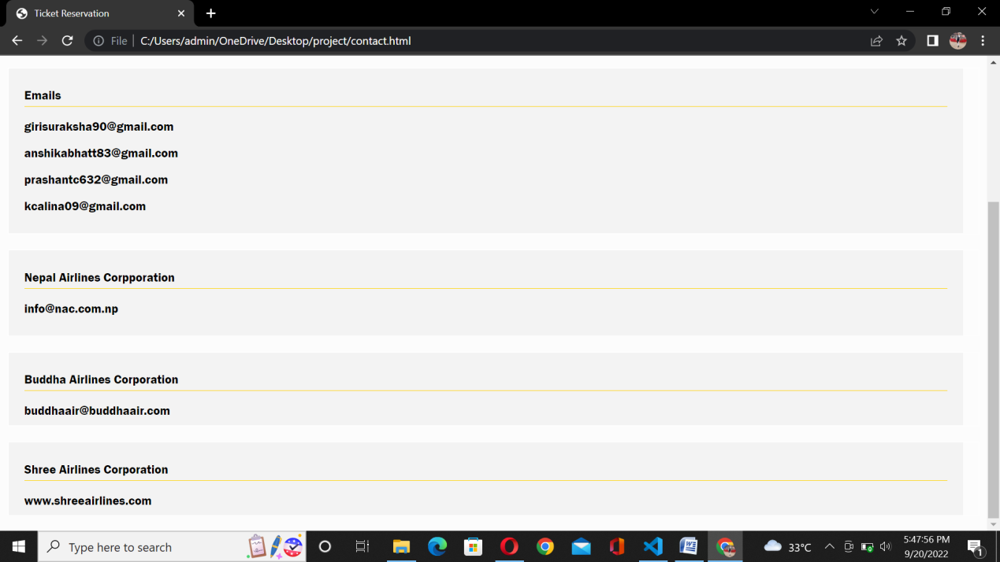 Ticket Reservation
File
C:/Users/admin/OneDrive/Desktop/project/contact.html
Emails
girisuraksha90@gmail.com
anshikabhatt83@gmail.com
prashantc632@gmail.com
kcalina09@gmail.com
Nepal Airlines Corpporation
info@nac.com.np
Buddha Airlines Corporation
buddhaair@buddhaair.com
Shree Airlines Corporation
www.shreeairlines.com
Type here to search
33°C
5:47:56 PM
9/20/2022
1